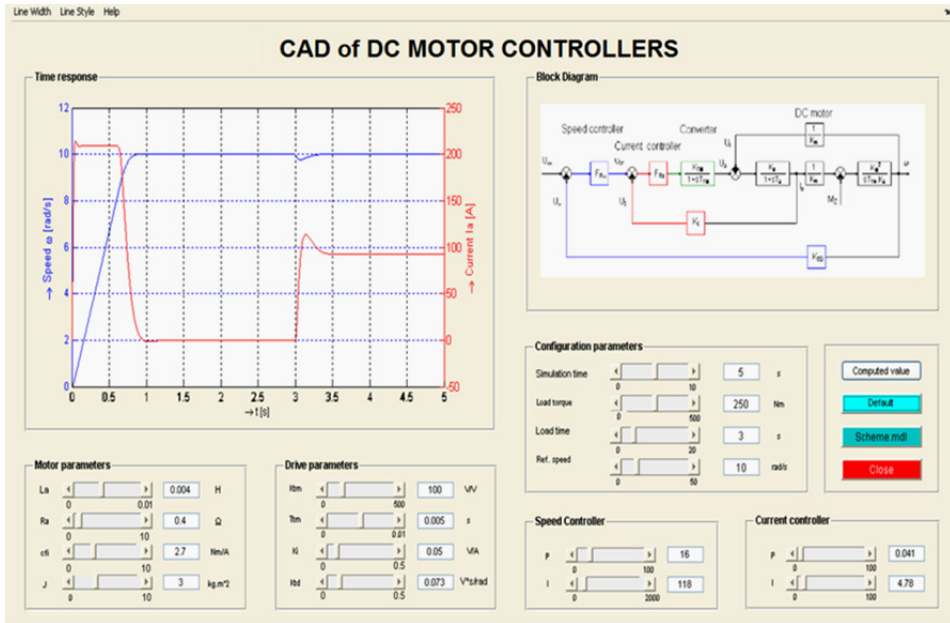 Line Width Line Style Help
CAD of DC MOTOR CONTROLLERS
Time response
12
10
8
6
4
2
0
→ Speed ω [rad/s]
250
200
150
100
50
0
-50
→ Current Ia [A]
0 0.5 1 1.5 2 2.5 3 3.5 4 4.5 5
→t [s]
Block Diagram
DC motor
Speed controller
Converter
Current controller
Configuration parameters
Simulation time 5 s
0 10
Load torque 250 Nm
0 500
Load time 3 s
0 20
Ref. speed 10 rad/s
0 50
Computed value
Default
Scheme.mdl
Close
Motor parameters
La 0.004 H
0 0.01
Ra 0.4 Ω
0 10
cfi 2.7 Nm/A
0 10
J 3 kg.m^2
0 10
Drive parameters
Ktm 100 V/V
0 500
Ttm 0.005 s
0 0.01
Ki 0.05 V/A
0 0.5
Ktd 0.073 V*s/rad
0 0.5
Speed Controller
P 16
0 100
I 118
0 2000
Current controller
P 0.041
0 100
I 4.78
0 100